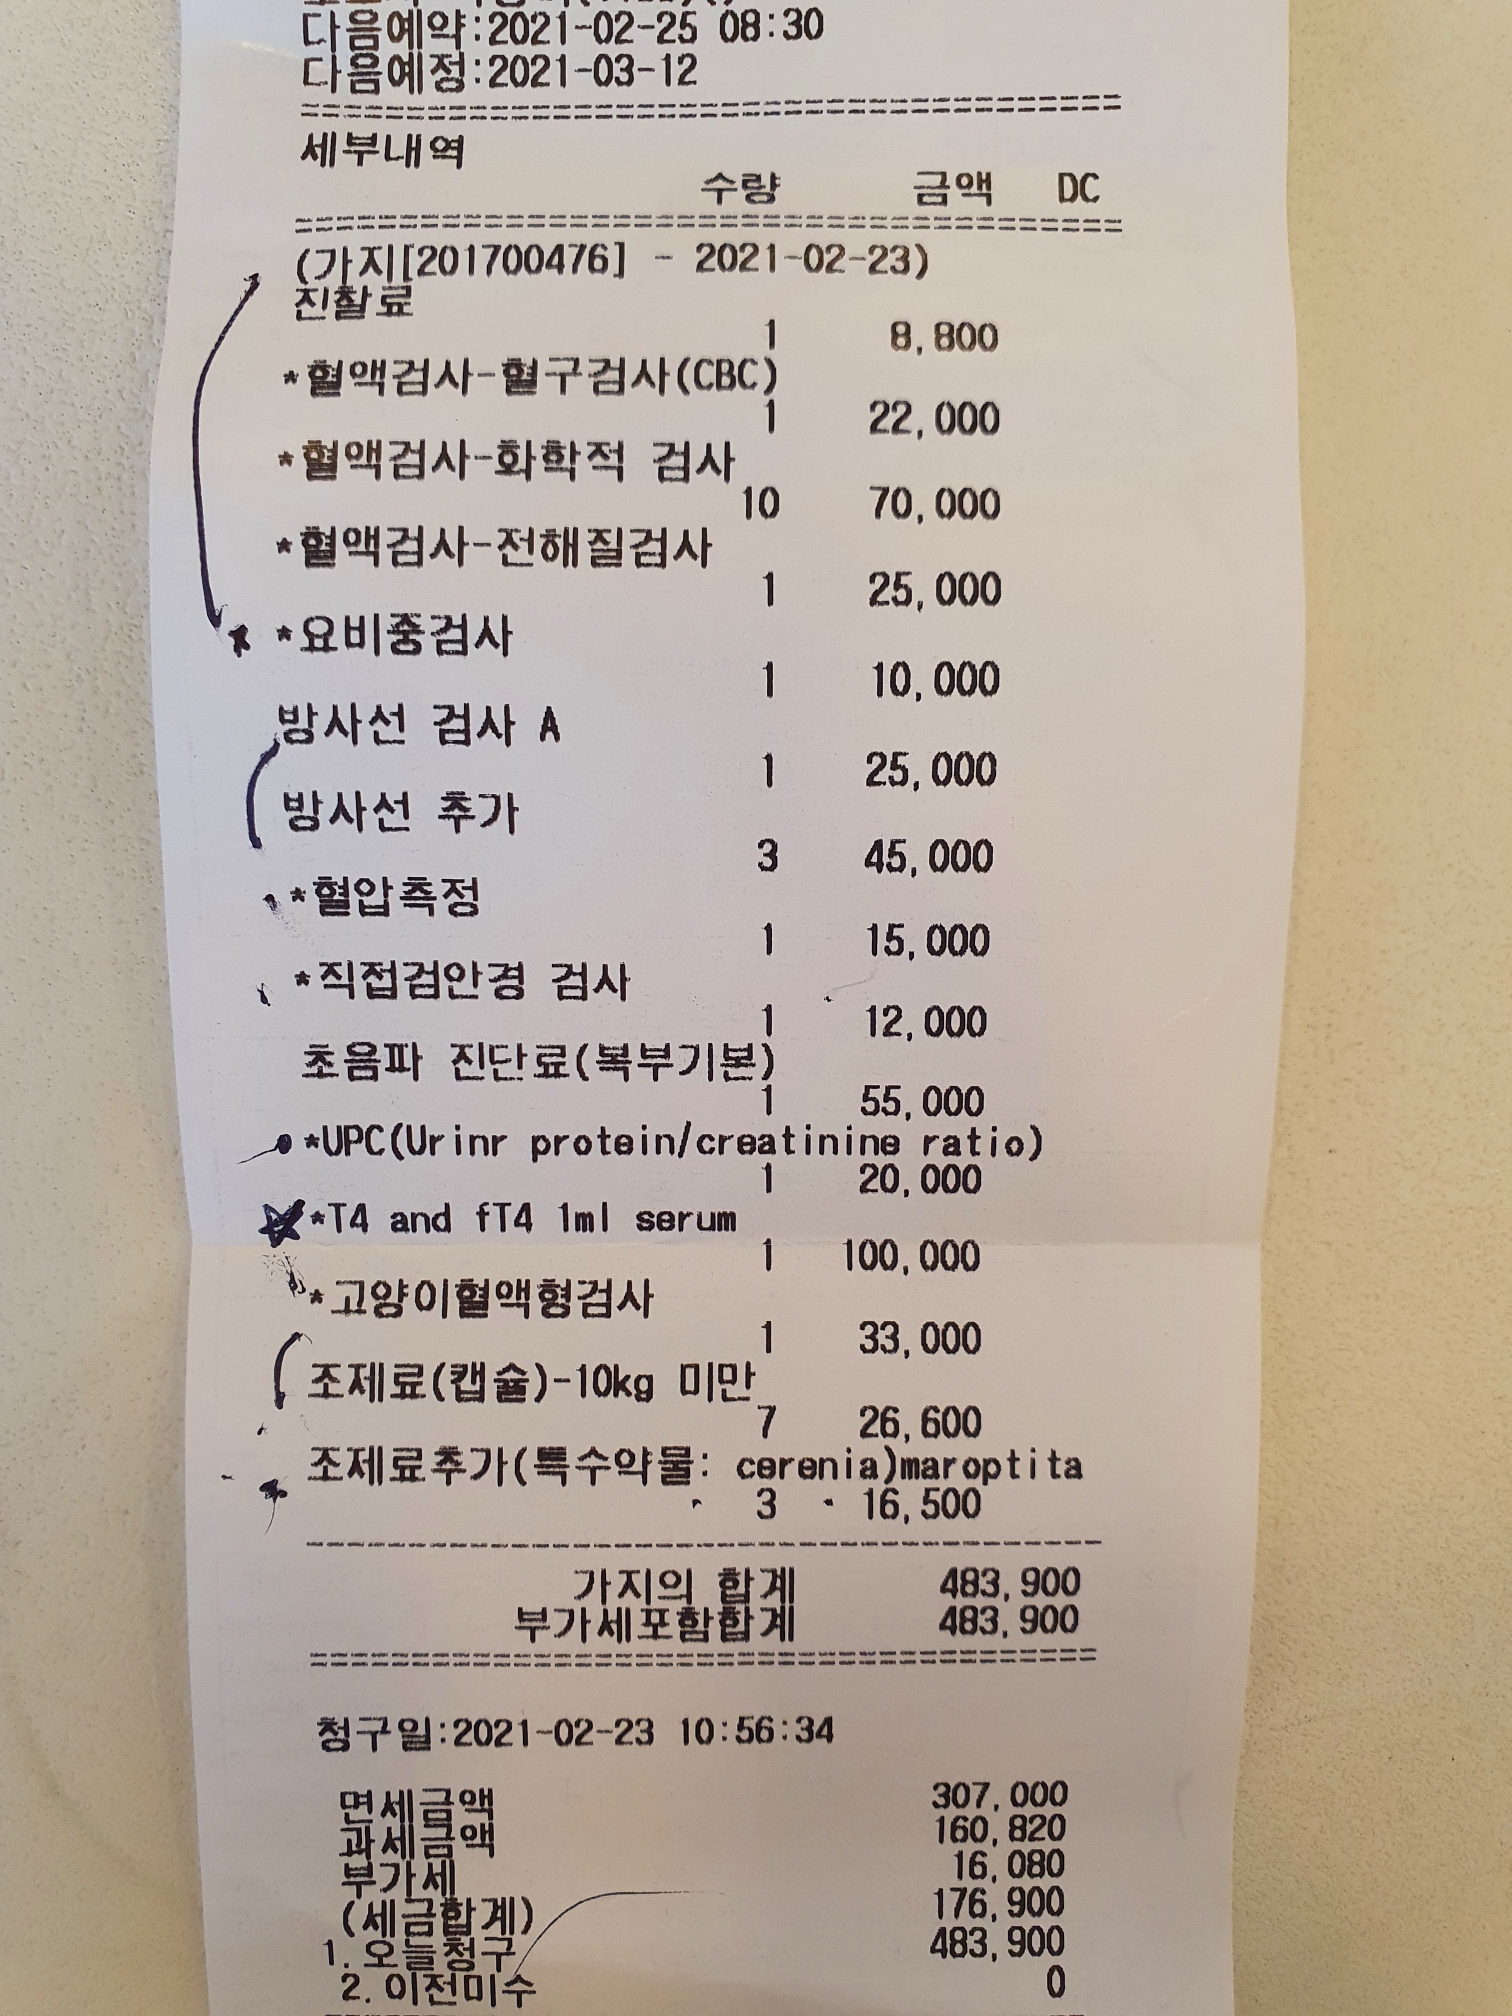 다음예약:2021-02-25 08:30
다음예정:2021-03-12
세부내역
수량 금액 DC
(가지[201700476] - 2021-02-23)
진찰료
1 8,800
*혈액검사-혈구검사(CBC)
1 22,000
*혈액검사-화학적 검사
10 70,000
*혈액검사-전해질검사
1 25,000
*요비중검사
1 10,000
방사선 검사 A
1 25,000
방사선 추가
3 45,000
*혈압측정
1 15,000
*직접검안경 검사
1 12,000
초음파 진단료(복부기본)
1 55,000
*UPC(Urinr protein/creatinine ratio)
1 20,000
*T4 and fT4 1ml serum
1 100,000
*고양이혈액형검사
1 33,000
조제료(캡슐)-10kg 미만
7 26,600
조제료추가(특수약물: cerenia)maroptita
3 16,500
가지의 합계 483,900
부가세포함합계 483,900
청구일:2021-02-23 10:56:34
면세금액 307,000
과세금액 160,820
부가세 16,080
(세금합계) 176,900
1. 오늘청구 483,900
2. 이전미수 0